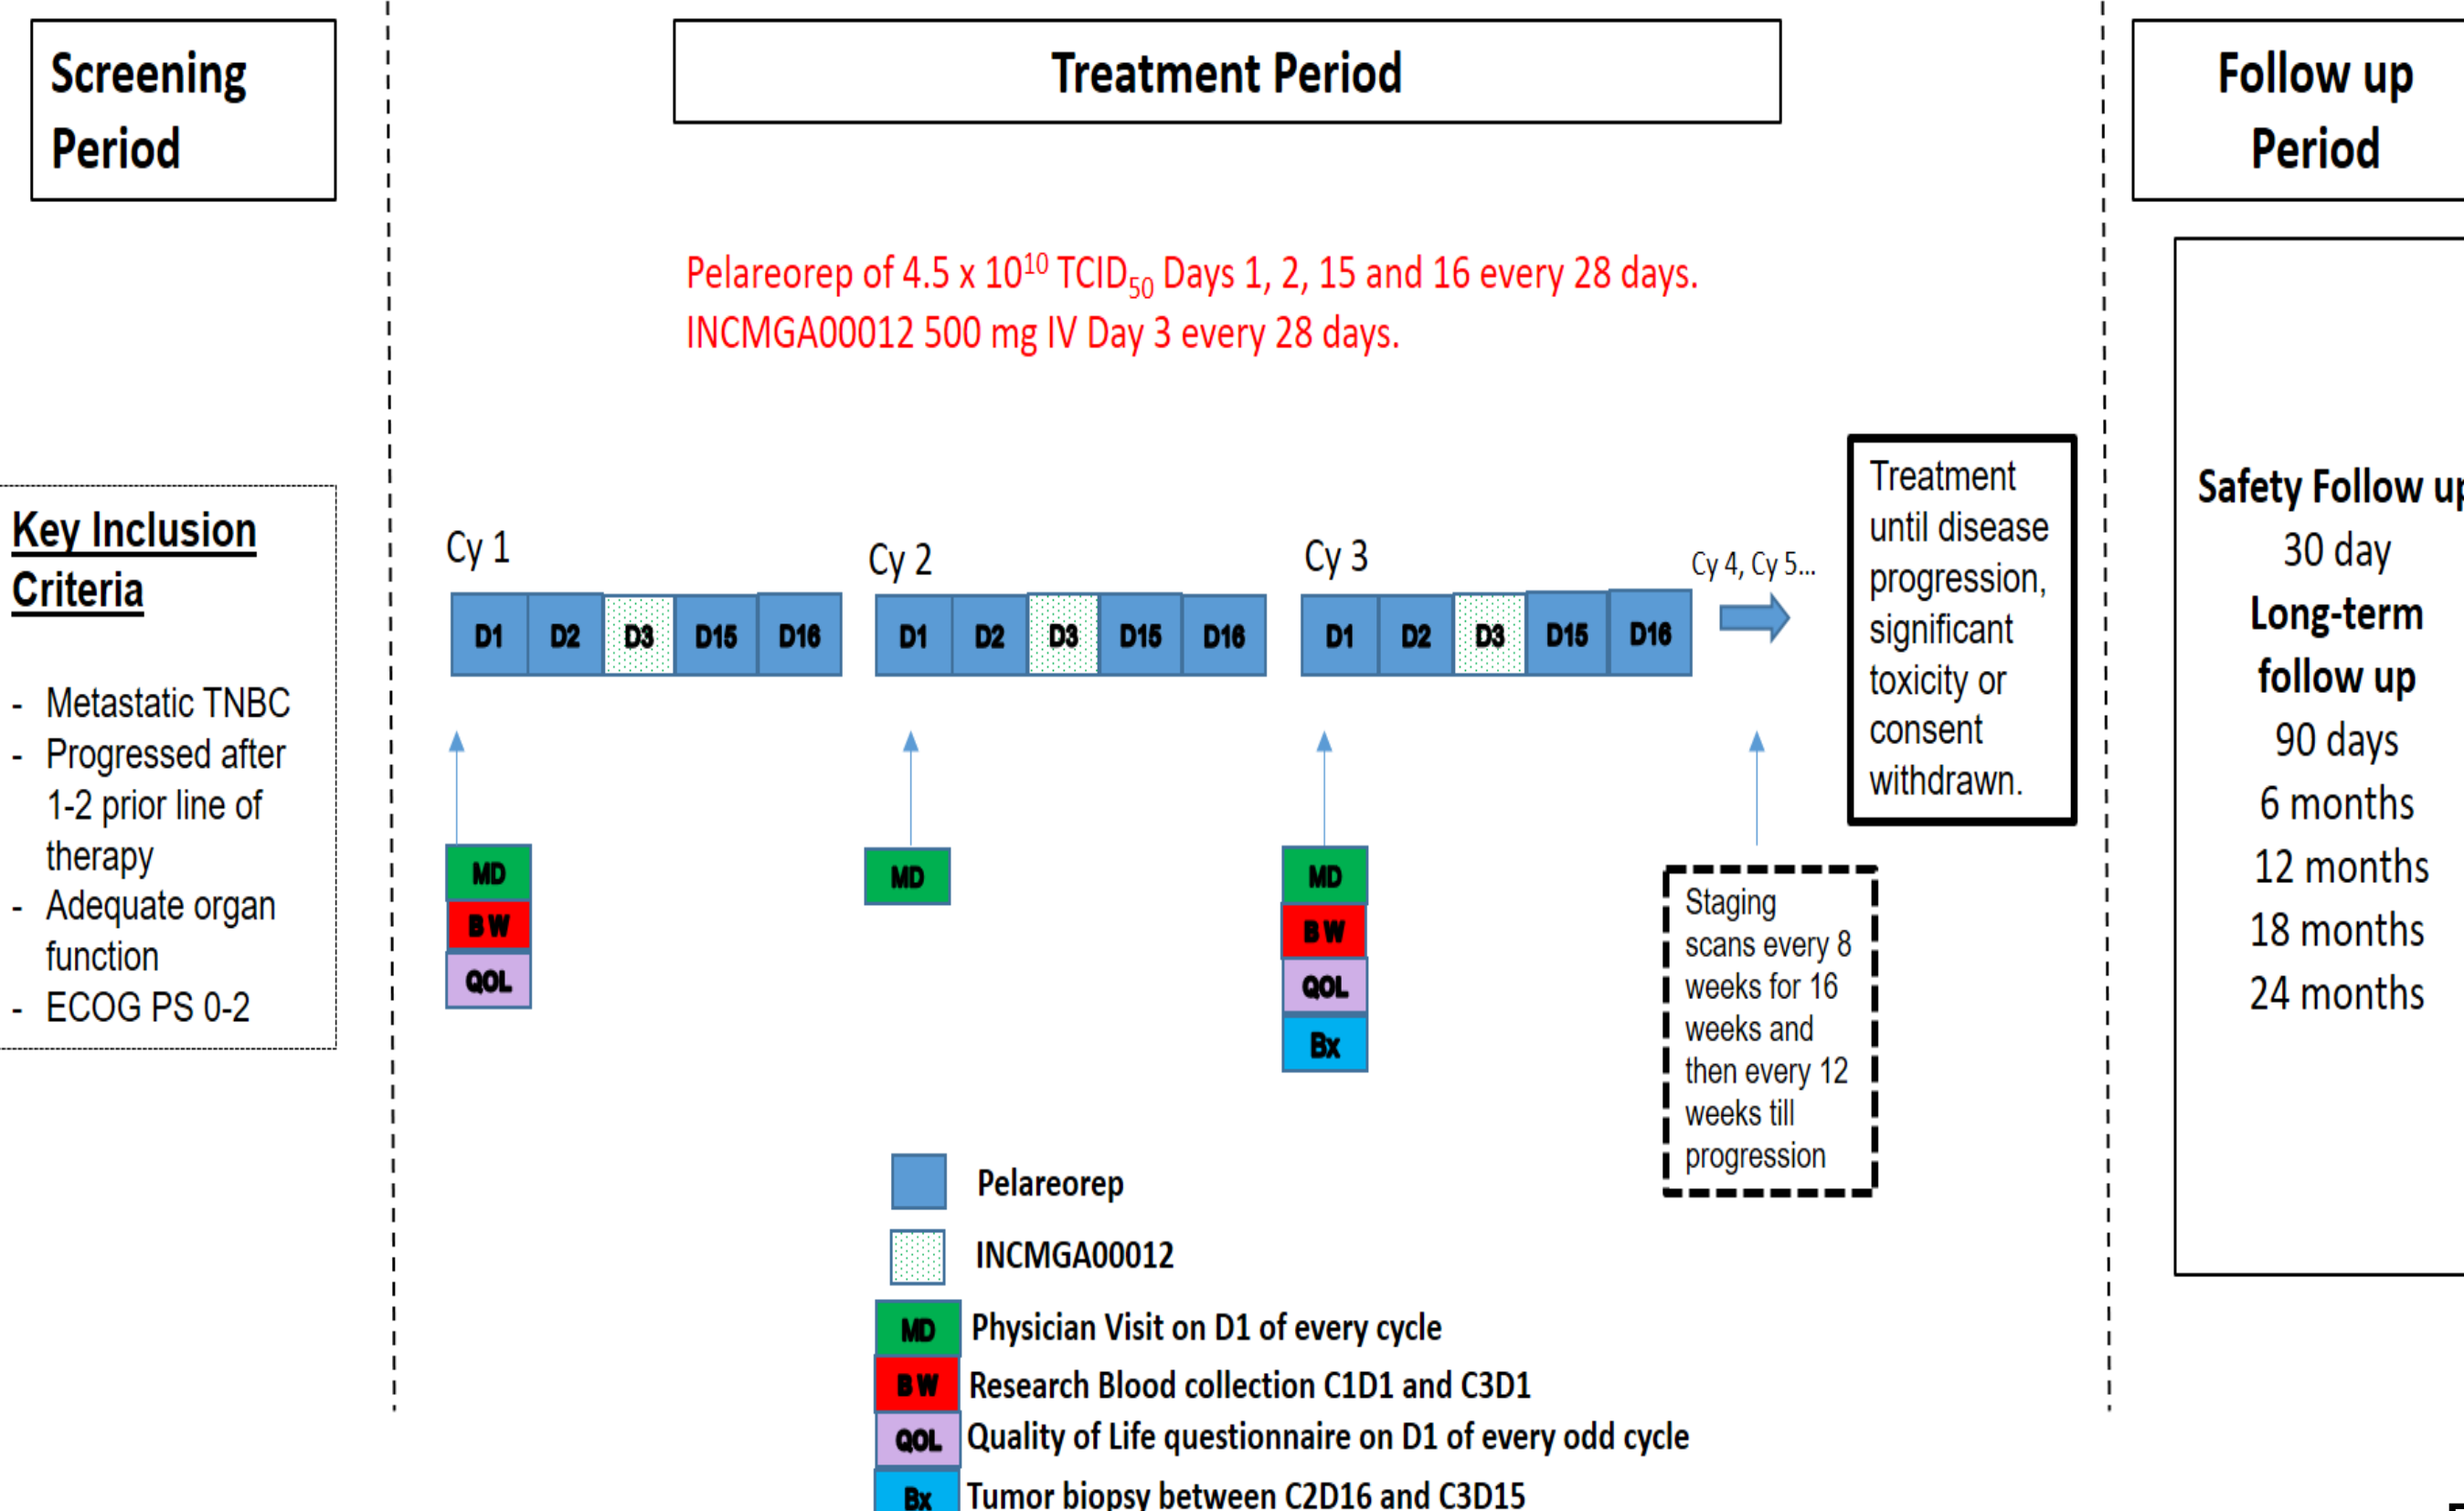 Screening
Period
Treatment Period
Follow up
Period
Pelareorep of 4.5 x 10¹⁰ TCID₅₀ Days 1, 2, 15 and 16 every 28 days.
INCMGA00012 500 mg IV Day 3 every 28 days.
Key Inclusion
Criteria
- Metastatic TNBC
- Progressed after
1-2 prior line of
therapy
- Adequate organ
function
- ECOG PS 0-2
Cy 1
D1 D2 D3 D15 D16
MD
BW
QOL
Cy 2
D1 D2 D3 D15 D16
MD
Cy 3
D1 D2 D3 D15 D16
MD
BW
QOL
Bx
Cy 4, Cy 5...
Treatment
until disease
progression,
significant
toxicity or
consent
withdrawn.
Staging
scans every 8
weeks for 16
weeks and
then every 12
weeks till
progression
Safety Follow up
30 day
Long-term
follow up
90 days
6 months
12 months
18 months
24 months
Pelareorep
INCMGA00012
MD Physician Visit on D1 of every cycle
BW Research Blood collection C1D1 and C3D1
QOL Quality of Life questionnaire on D1 of every odd cycle
Bx Tumor biopsy between C2D16 and C3D15